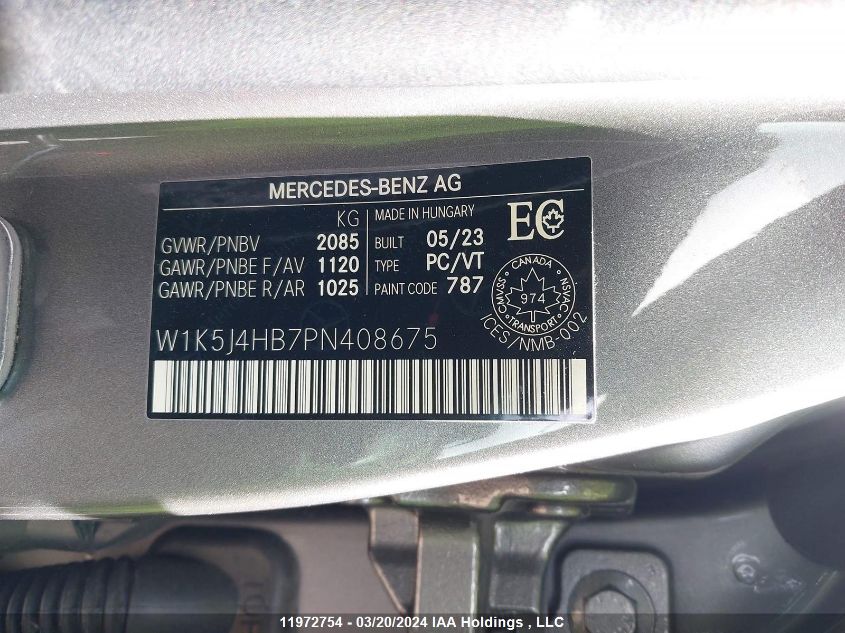 MERCEDES-BENZ AG
KG
GVWR/PNBV 2085
GAWR/PNBE F/AV 1120
GAWR/PNBE R/AR 1025
MADE IN HUNGARY
BUILT 05/23
TYPE PC/VT
PAINT CODE 787
EC
CANADA
CMVSS
974
NSVAC
TRANSPORT
ICES/NMB-002
W1K5J4HB7PN408675
11972754 - 03/20/2024 IAA Holdings , LLC